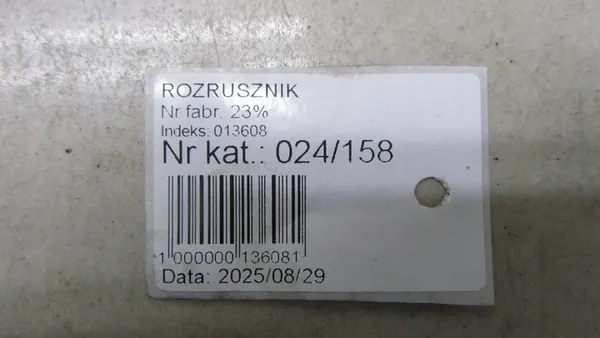 ROZRUSZNIK
Nr fabr. 23%
Indeks: 013608
Nr kat.: 024/158
1 000000 136081
Data: 2025/08/29